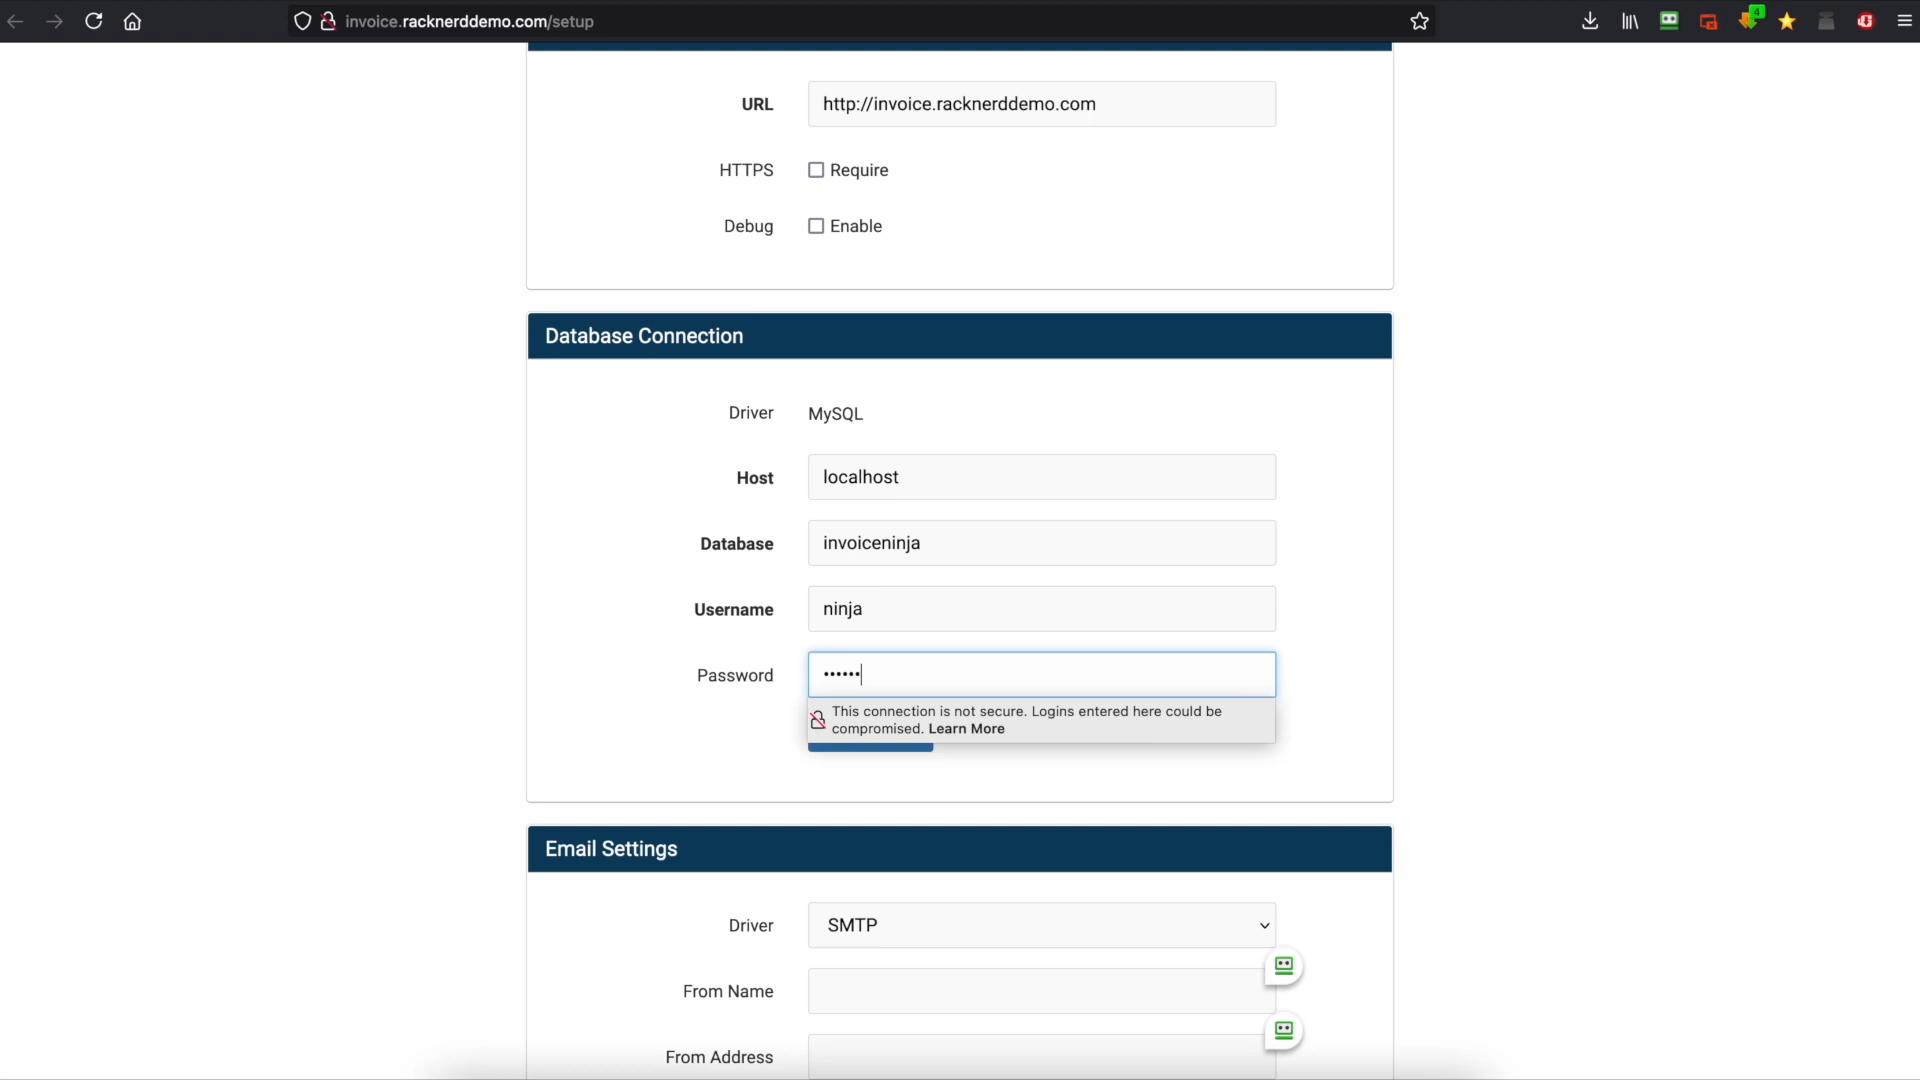 invoice.racknerddemo.com/setup
4
URL
http://invoice.racknerddemo.com
HTTPS
Require
Debug
Enable
Database Connection
Driver
MySQL
Host
localhost
Database
invoiceninja
Username
ninja
Password
••••••
This connection is not secure. Logins entered here could be
compromised. Learn More
Email Settings
Driver
SMTP
From Name
From Address